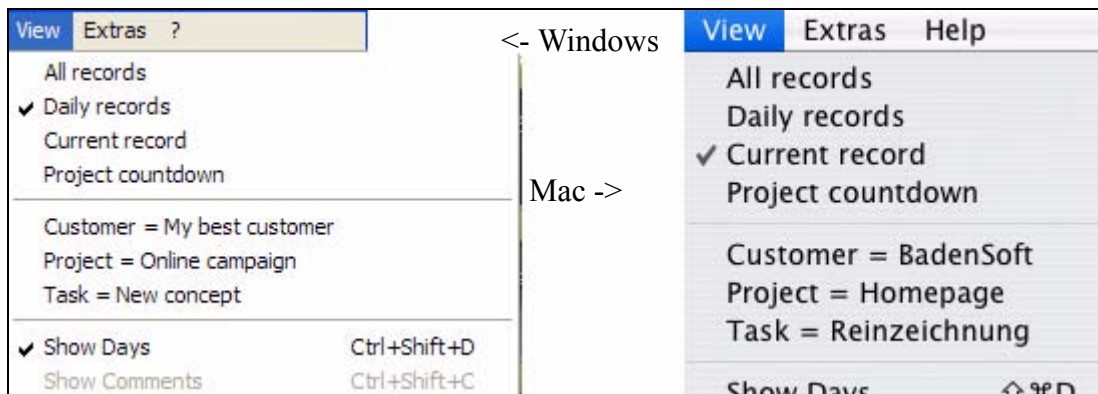 View Extras ?
All records
✓ Daily records
Current record
Project countdown
Customer = My best customer
Project = Online campaign
Task = New concept
✓ Show Days Ctrl+Shift+D
Show Comments Ctrl+Shift+C
<- Windows
Mac ->
View Extras Help
All records
Daily records
✓ Current record
Project countdown
Customer = BadenSoft
Project = Homepage
Task = Reinzeichnung
Show Days ⇧⌘D